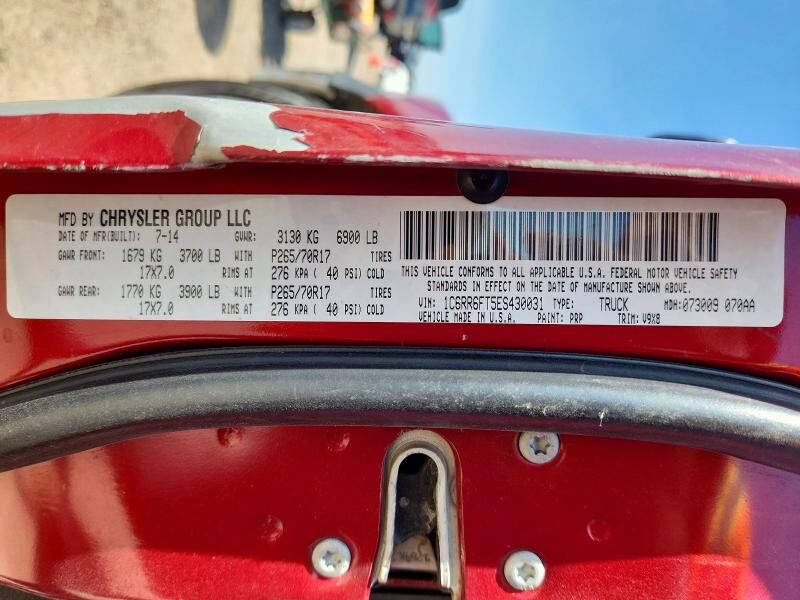 MFD BY CHRYSLER GROUP LLC
DATE OF MFR(BUILT): 7-14 GVWR: 3130 KG 6900 LB
GAWR FRONT: 1679 KG 3700 LB WITH P265/70R17 TIRES
17X7.0 RIMS AT 276 KPA ( 40 PSI) COLD
GAWR REAR: 1770 KG 3900 LB WITH P265/70R17 TIRES
17X7.0 RIMS AT 276 KPA ( 40 PSI) COLD
THIS VEHICLE CONFORMS TO ALL APPLICABLE U.S.A. FEDERAL MOTOR VEHICLE SAFETY
STANDARDS IN EFFECT ON THE DATE OF MANUFACTURE SHOWN ABOVE.
VIN: 1C6RR6FT5ES430031 TYPE: TRUCK MDH:073009 070AA
VEHICLE MADE IN U.S.A. PAINT: PRP TRIM: V9X8